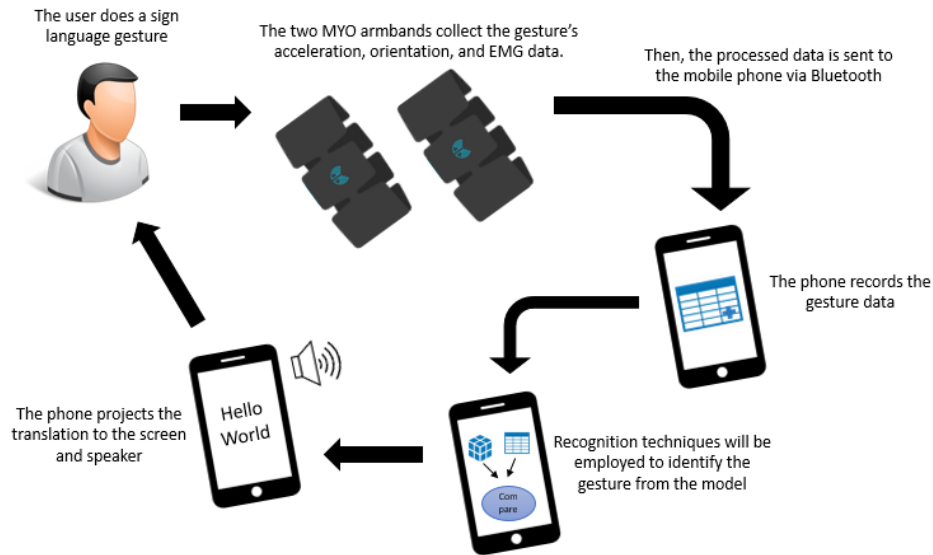 The user does a sign
language gesture
The two MYO armbands collect the gesture's
acceleration, orientation, and EMG data.
Then, the processed data is sent to
the mobile phone via Bluetooth
The phone records the
gesture data
Recognition techniques will be
employed to identify the
gesture from the model
Com
pare
Hello
World
The phone projects the
translation to the screen
and speaker